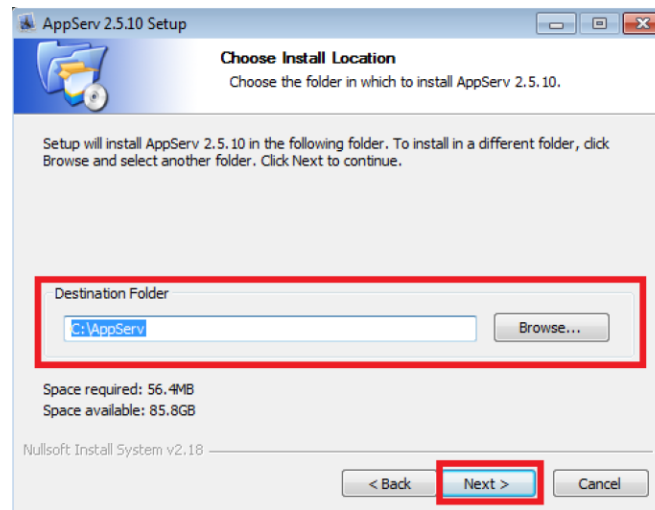 AppServ 2.5.10 Setup
Choose Install Location
Choose the folder in which to install AppServ 2.5.10.
Setup will install AppServ 2.5.10 in the following folder. To install in a different folder, click
Browse and select another folder. Click Next to continue.
Destination Folder
C:\AppServ
Browse...
Space required: 56.4MB
Space available: 85.8GB
Nullsoft Install System v2.18
< Back
Next >
Cancel